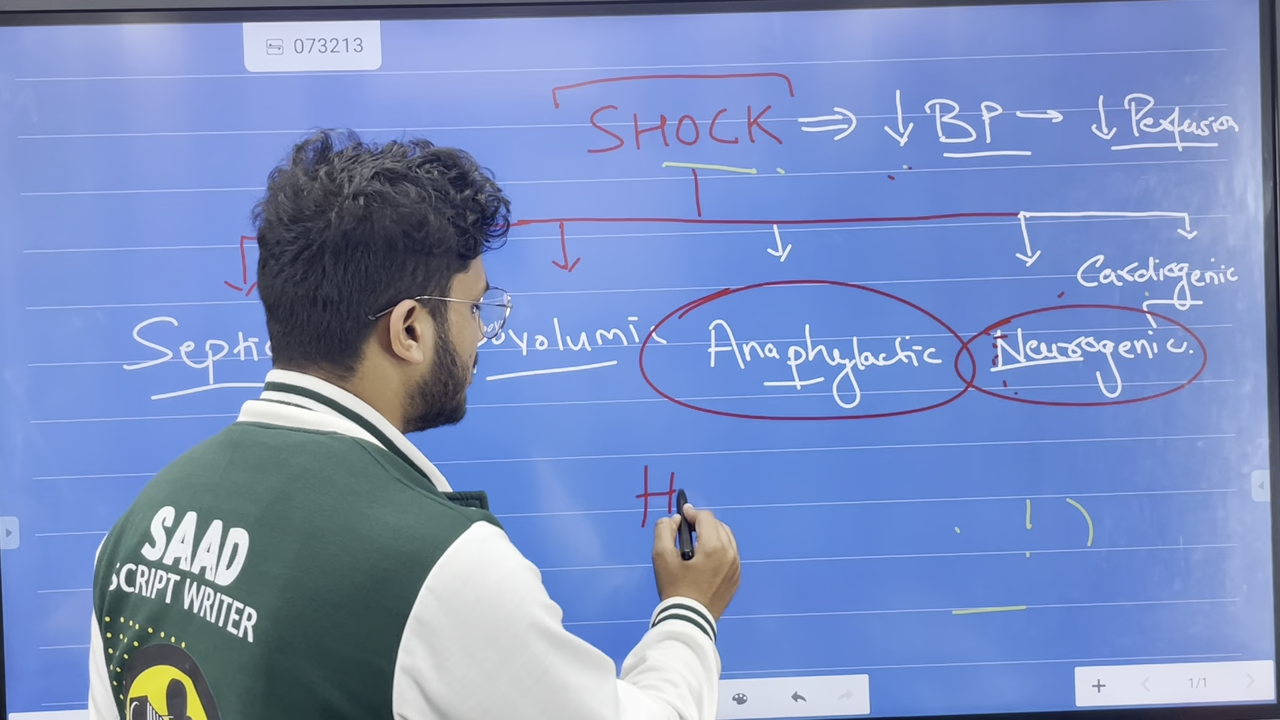 073213
SHOCK ⇒ ↓ BP → ↓ Perfusion
Cardiogenic
Anaphylactic Neurogenic.
H
SAAD
SCRIPT WRITER
1/1